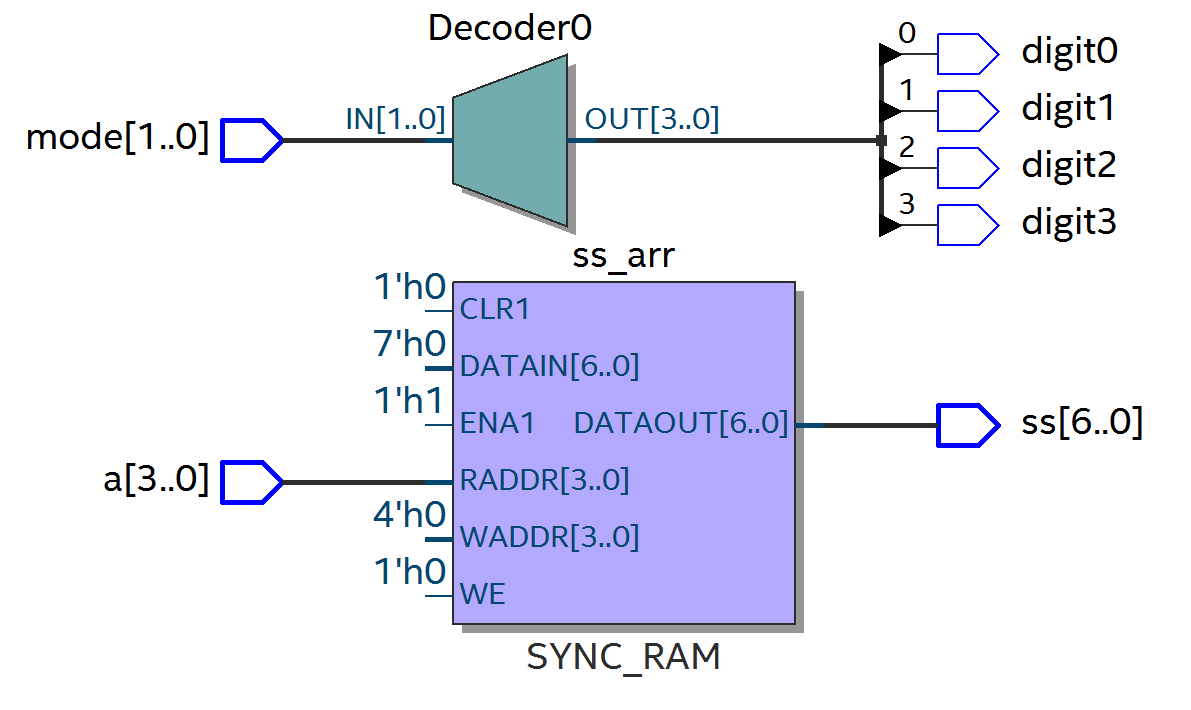 Decoder0
0
digit0
1
digit1
mode[1..0]
IN[1..0]
OUT[3..0]
2
digit2
3
digit3
ss_arr
1'h0
CLR1
7'h0
DATAIN[6..0]
1'h1
ENA1
DATAOUT[6..0]
ss[6..0]
a[3..0]
RADDR[3..0]
4'h0
WADDR[3..0]
1'h0
WE
SYNC_RAM